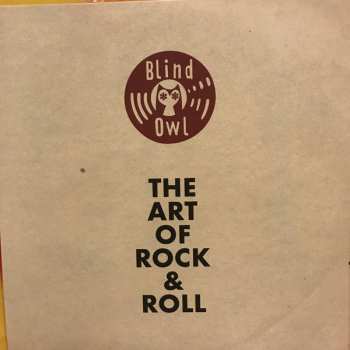 Blind
Owl
THE
ART
OF
ROCK
&
ROLL